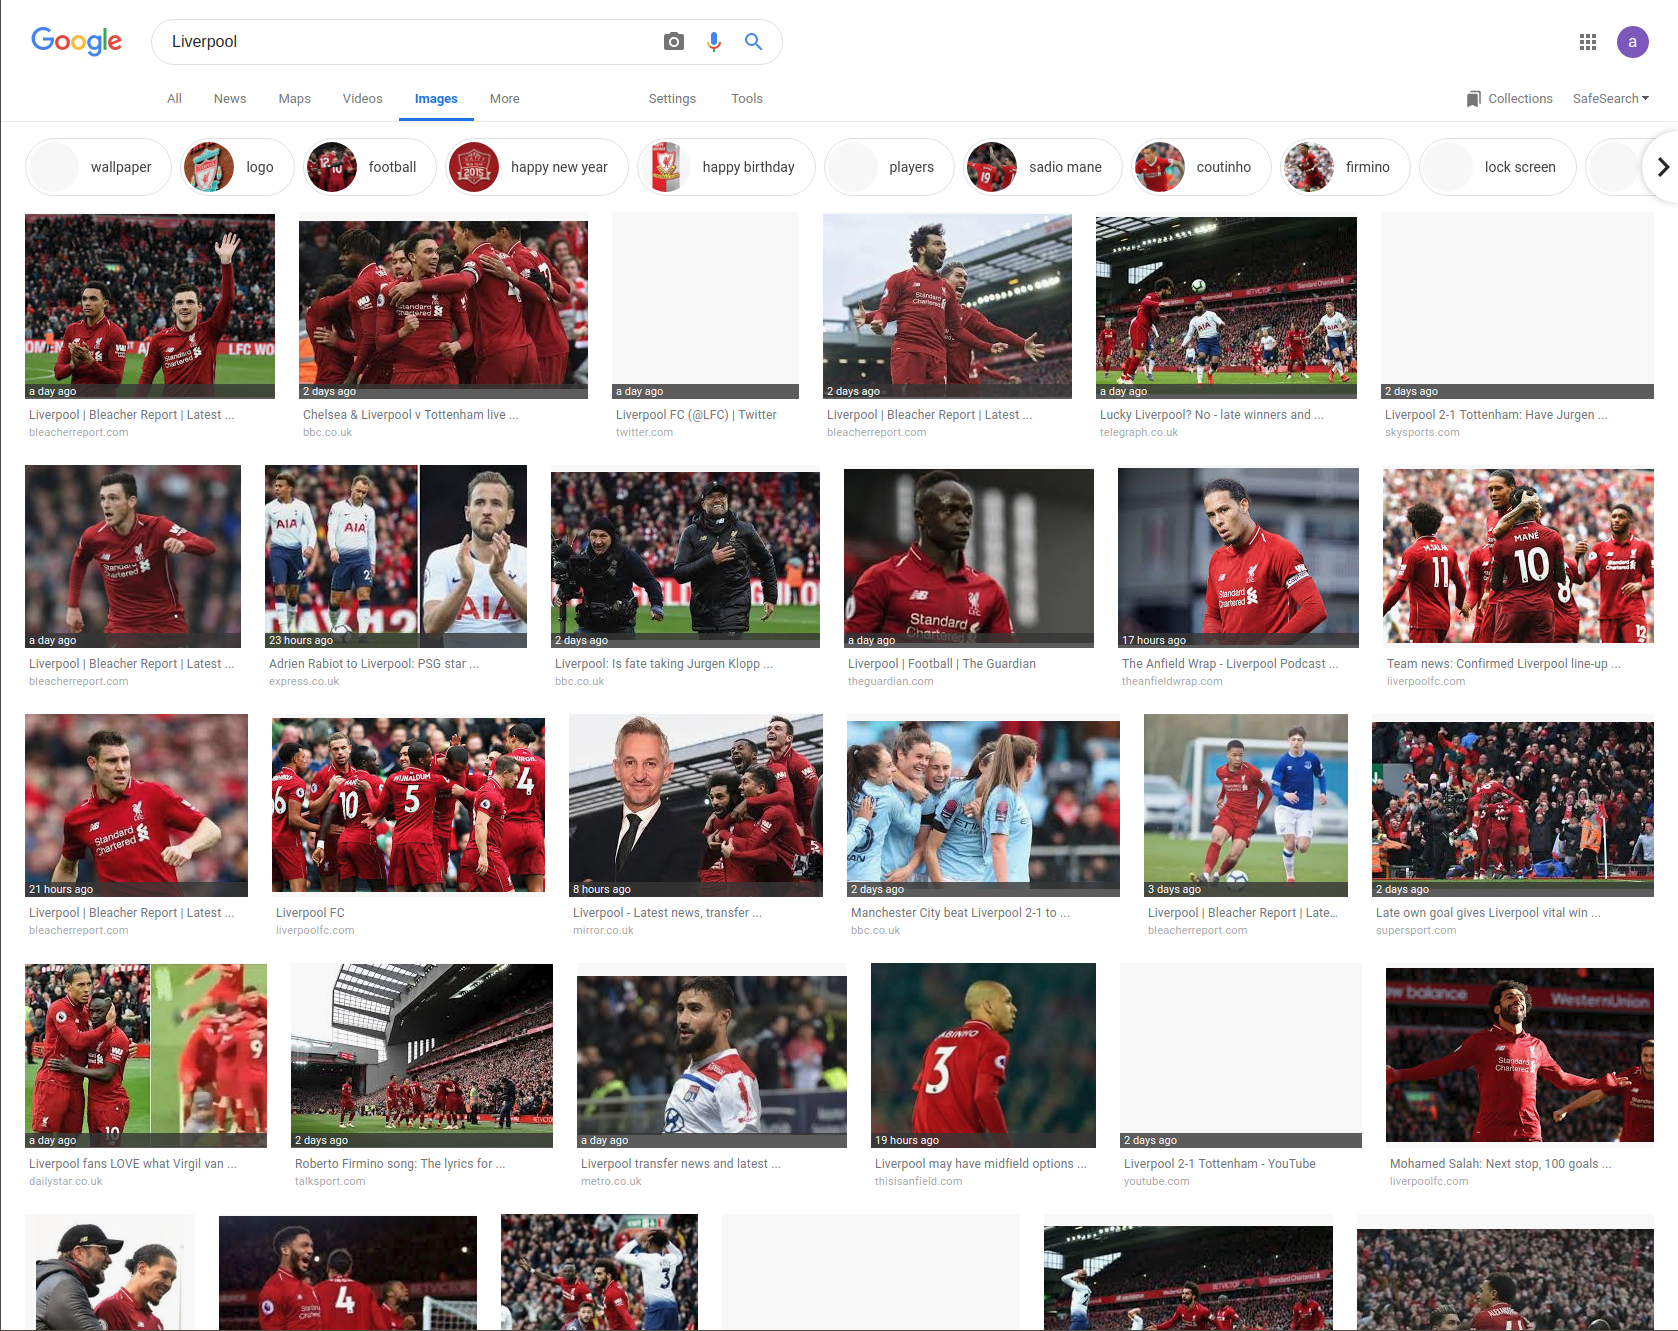 Google
Liverpool
a
All News Maps Videos Images More Settings Tools Collections SafeSearch
wallpaper logo football happy new year happy birthday players sadio mane coutinho firmino lock screen
a day ago
2 days ago
a day ago
2 days ago
a day ago
2 days ago
Liverpool | Bleacher Report | Latest ...
bleacherreport.com
Chelsea & Liverpool v Tottenham live ...
bbc.co.uk
Liverpool FC (@LFC) | Twitter
twitter.com
Liverpool | Bleacher Report | Latest ...
bleacherreport.com
Lucky Liverpool? No - late winners and ...
telegraph.co.uk
Liverpool 2-1 Tottenham: Have Jurgen ...
skysports.com
a day ago
23 hours ago
2 days ago
a day ago
17 hours ago
Liverpool | Bleacher Report | Latest ...
bleacherreport.com
Adrien Rabiot to Liverpool: PSG star ...
express.co.uk
Liverpool: Is fate taking Jurgen Klopp ...
bbc.co.uk
Liverpool | Football | The Guardian
theguardian.com
The Anfield Wrap - Liverpool Podcast ...
theanfieldwrap.com
Team news: Confirmed Liverpool line-up ...
liverpoolfc.com
21 hours ago
8 hours ago
2 days ago
3 days ago
2 days ago
Liverpool | Bleacher Report | Latest ...
bleacherreport.com
Liverpool FC
liverpoolfc.com
Liverpool - Latest news, transfer ...
mirror.co.uk
Manchester City beat Liverpool 2-1 to ...
bbc.co.uk
Liverpool | Bleacher Report | Late...
bleacherreport.com
Late own goal gives Liverpool vital win ...
supersport.com
a day ago
2 days ago
a day ago
19 hours ago
2 days ago
Liverpool fans LOVE what Virgil van ...
dailystar.co.uk
Roberto Firmino song: The lyrics for ...
talksport.com
Liverpool transfer news and latest ...
metro.co.uk
Liverpool may have midfield options ...
thisisanfield.com
Liverpool 2-1 Tottenham - YouTube
youtube.com
Mohamed Salah: Next stop, 100 goals ...
liverpoolfc.com